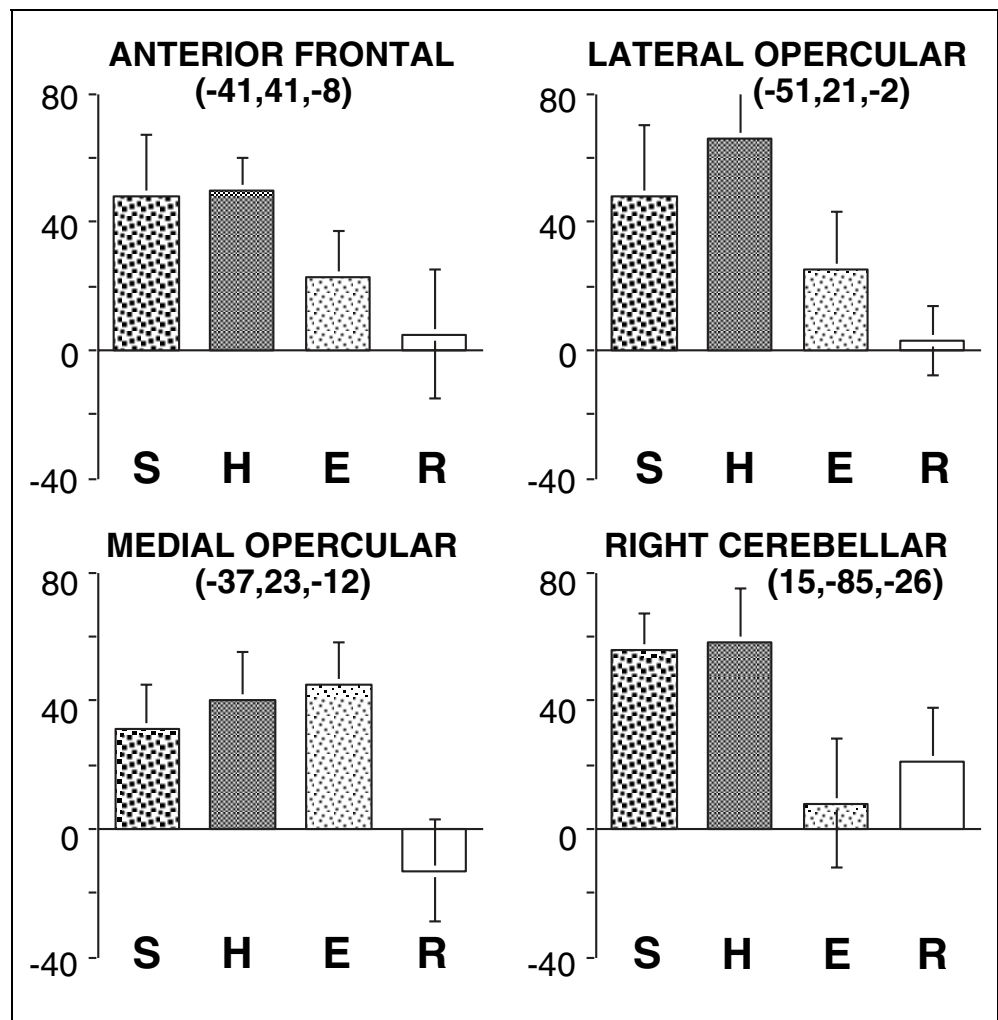 ANTERIOR FRONTAL
(-41,41,-8)
80
40
0
-40
S H E R
LATERAL OPERCULAR
(-51,21,-2)
80
40
0
-40
S H E R
MEDIAL OPERCULAR
(-37,23,-12)
80
40
0
-40
S H E R
RIGHT CEREBELLAR
(15,-85,-26)
80
40
0
-40
S H E R